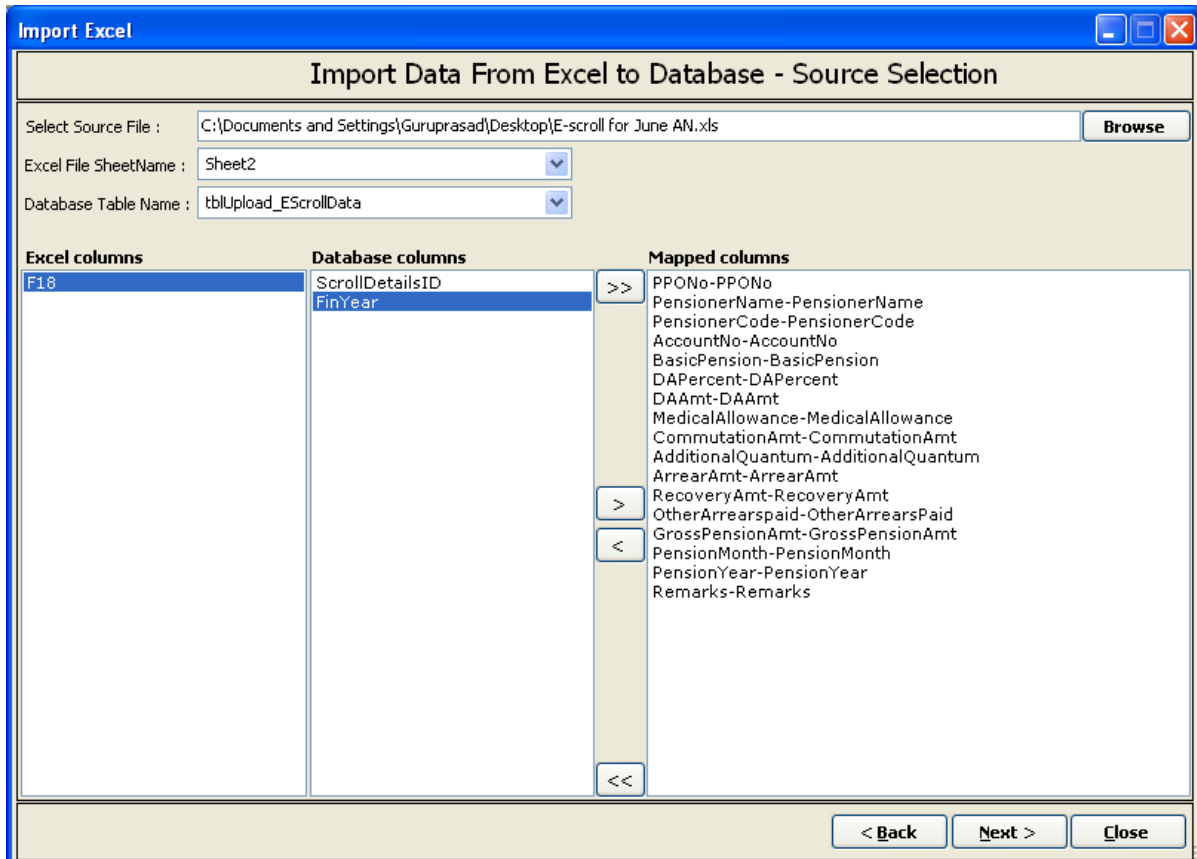 Import Excel
Import Data From Excel to Database - Source Selection
Select Source File :
C:\Documents and Settings\Guruprasad\Desktop\E-scroll for June AN.xls
Browse
Excel File SheetName :
Sheet2
Database Table Name :
tblUpload_EScrollData
Excel columns
F18
Database columns
ScrollDetailsID
FinYear
>>
>
<
<<
Mapped columns
PPONo-PPONo
PensionerName-PensionerName
PensionerCode-PensionerCode
AccountNo-AccountNo
BasicPension-BasicPension
DAPercent-DAPercent
DAAmt-DAAmt
MedicalAllowance-MedicalAllowance
CommutationAmt-CommutationAmt
AdditionalQuantum-AdditionalQuantum
ArrearAmt-ArrearAmt
RecoveryAmt-RecoveryAmt
OtherArrearspaid-OtherArrearsPaid
GrossPensionAmt-GrossPensionAmt
PensionMonth-PensionMonth
PensionYear-PensionYear
Remarks-Remarks
< Back
Next >
Close